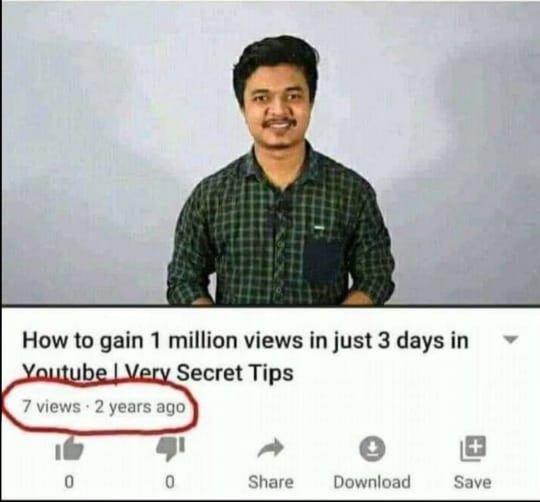 How to gain 1 million views in just 3 days in
Youtube | Very Secret Tips
7 views · 2 years ago
0
0
Share
Download
Save